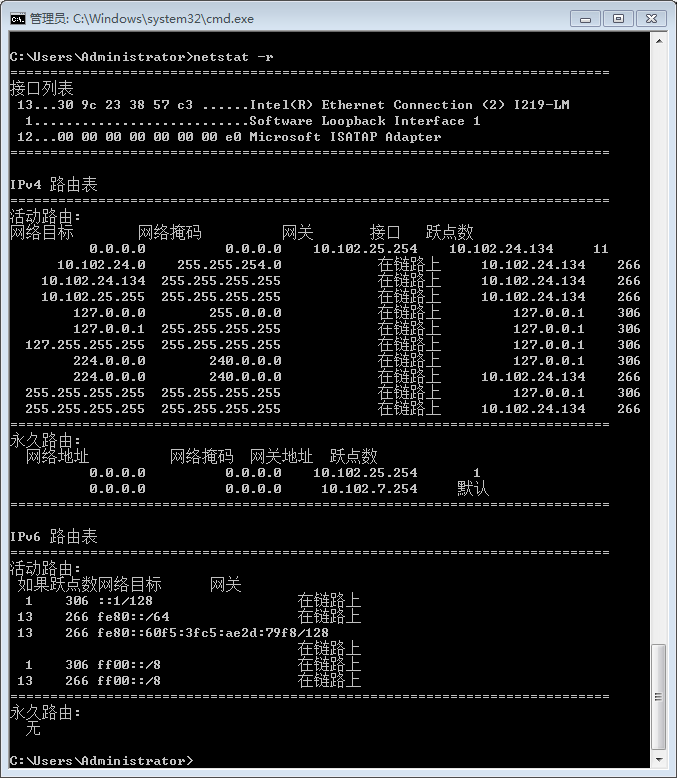 管理员: C:\Windows\system32\cmd.exe
C:\Users\Administrator>netstat -r
===========================================================================
接口列表
 13...30 9c 23 38 57 c3 ......Intel(R) Ethernet Connection (2) I219-LM
  1...........................Software Loopback Interface 1
 12...00 00 00 00 00 00 00 e0 Microsoft ISATAP Adapter
===========================================================================
IPv4 路由表
===========================================================================
活动路由:
网络目标        网络掩码          网关       接口   跃点数
          0.0.0.0          0.0.0.0    10.102.25.254    10.102.24.134     11
      10.102.24.0    255.255.254.0            在链路上     10.102.24.134    266
    10.102.24.134  255.255.255.255            在链路上     10.102.24.134    266
    10.102.25.255  255.255.255.255            在链路上     10.102.24.134    266
        127.0.0.0        255.0.0.0            在链路上         127.0.0.1    306
        127.0.0.1  255.255.255.255            在链路上         127.0.0.1    306
  127.255.255.255  255.255.255.255            在链路上         127.0.0.1    306
        224.0.0.0        240.0.0.0            在链路上         127.0.0.1    306
        224.0.0.0        240.0.0.0            在链路上     10.102.24.134    266
  255.255.255.255  255.255.255.255            在链路上         127.0.0.1    306
  255.255.255.255  255.255.255.255            在链路上     10.102.24.134    266
===========================================================================
永久路由:
  网络地址          网络掩码  网关地址  跃点数
          0.0.0.0          0.0.0.0    10.102.25.254       1
          0.0.0.0          0.0.0.0     10.102.7.254     默认
===========================================================================
IPv6 路由表
===========================================================================
活动路由:
 如果跃点数网络目标      网关
  1    306 ::1/128                  在链路上
 13    266 fe80::/64                在链路上
 13    266 fe80::60f5:3fc5:ae2d:79f8/128
                                    在链路上
  1    306 ff00::/8                 在链路上
 13    266 ff00::/8                 在链路上
===========================================================================
永久路由:
  无
C:\Users\Administrator>